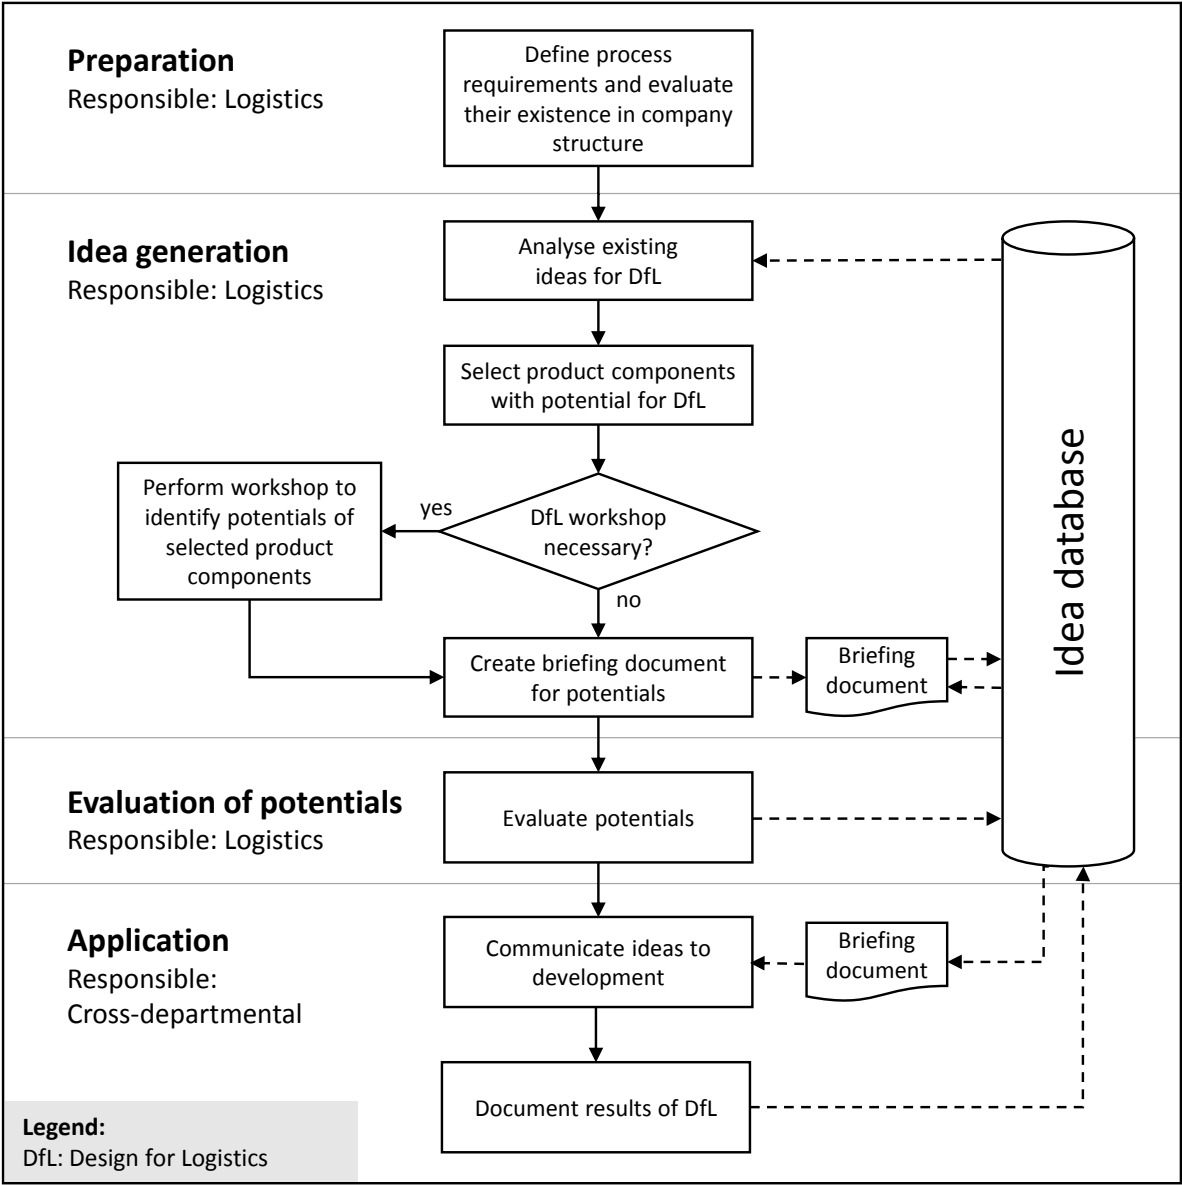 Preparation
Responsible: Logistics
Define process
requirements and evaluate
their existence in company
structure
Idea generation
Responsible: Logistics
Analyse existing
ideas for DfL
Select product components
with potential for DfL
DfL workshop
necessary?
yes
no
Perform workshop to
identify potentials of
selected product
components
Create briefing document
for potentials
Briefing
document
Idea database
Evaluation of potentials
Responsible: Logistics
Evaluate potentials
Application
Responsible:
Cross-departmental
Communicate ideas to
development
Briefing
document
Document results of DfL
Legend:
DfL: Design for Logistics